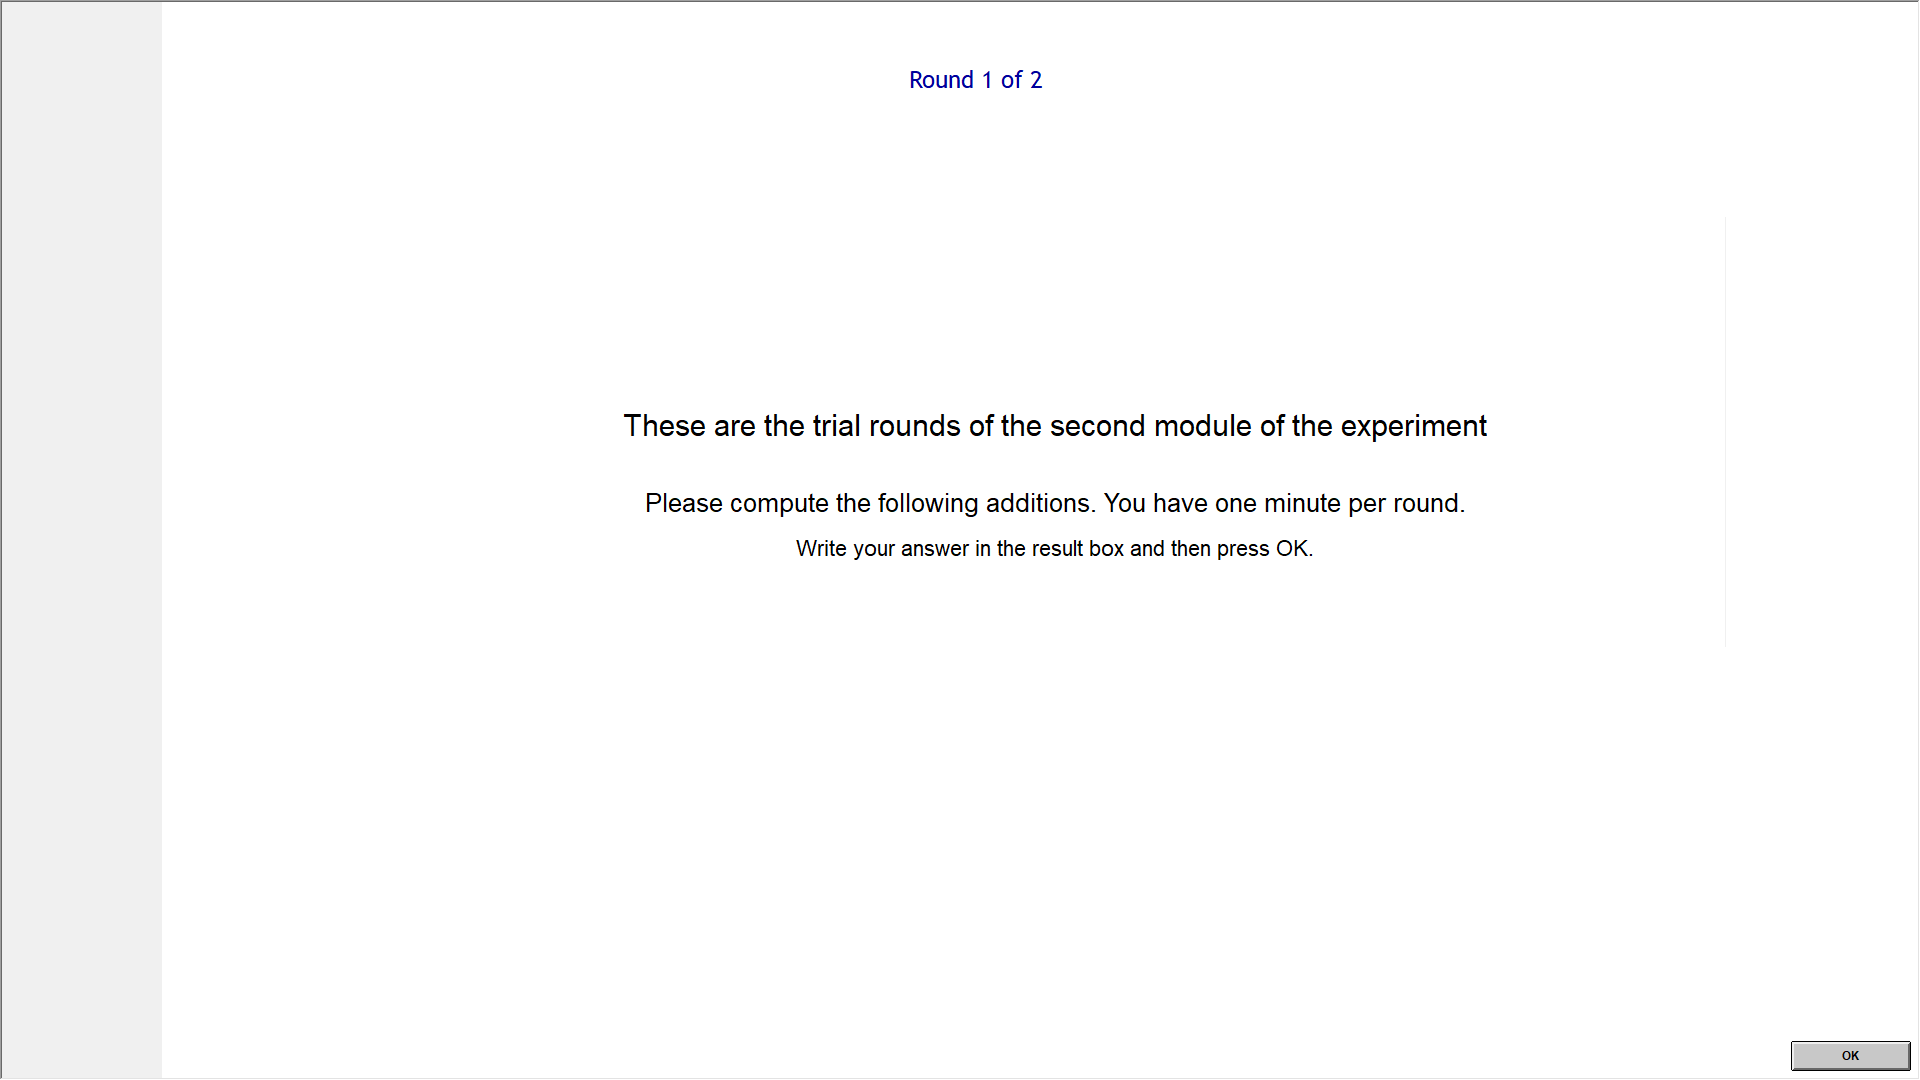 Round 1 of 2
These are the trial rounds of the second module of the experiment
Please compute the following additions. You have one minute per round.
Write your answer in the result box and then press OK.
OK